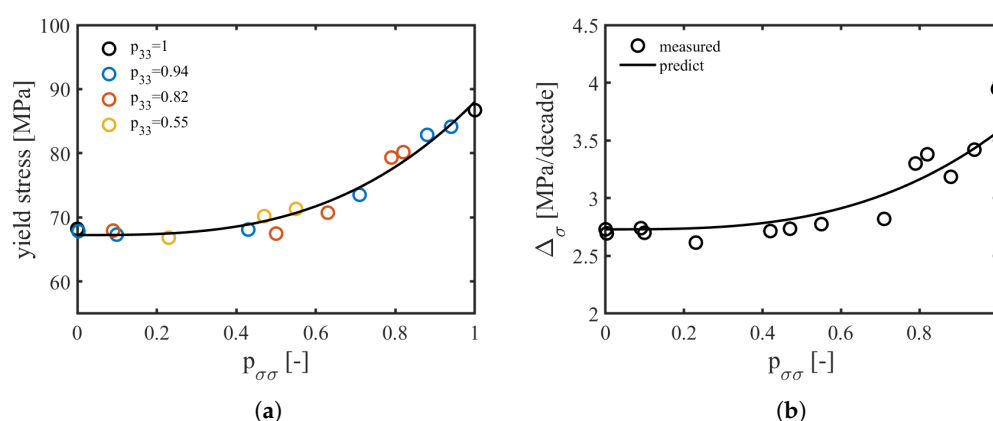 100
90
80
70
60
yield stress [MPa]
p33=1
p33=0.94
p33=0.82
p33=0.55
0 0.2 0.4 0.6 0.8 1
pσσ [-]
(a)
4.5
4
3.5
3
2.5
2
Δσ [MPa/decade]
measured
predict
0 0.2 0.4 0.6 0.8
pσσ [-]
(b)